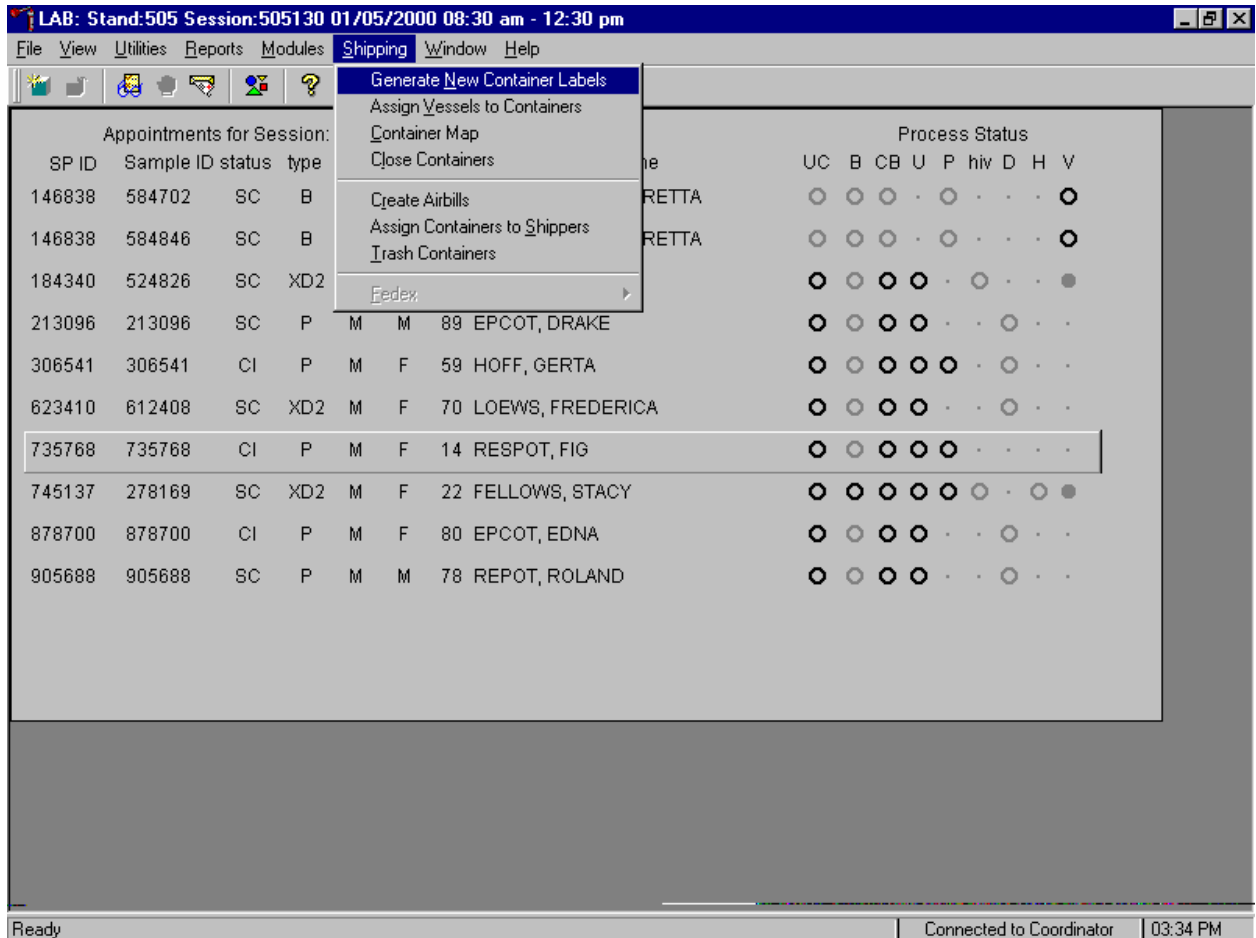 LAB: Stand:505 Session:505130 01/05/2000 08:30 am - 12:30 pm
File View Utilities Reports Modules Shipping Window Help
Generate New Container Labels
Assign Vessels to Containers
Container Map
Close Containers
Create Airbills
Assign Containers to Shippers
Trash Containers
Fedex
Appointments for Session: Process Status
SP ID Sample ID status type UC B CB U P hiv D H V
146838 584702 SC B RETTA
146838 584846 SC B RETTA
184340 524826 SC XD2
213096 213096 SC P M M 89 EPCOT, DRAKE
306541 306541 CI P M F 59 HOFF, GERTA
623410 612408 SC XD2 M F 70 LOEWS, FREDERICA
735768 735768 CI P M F 14 RESPOT, FIG
745137 278169 SC XD2 M F 22 FELLOWS, STACY
878700 878700 CI P M F 80 EPCOT, EDNA
905688 905688 SC P M M 78 REPOT, ROLAND
Ready Connected to Coordinator 03:34 PM